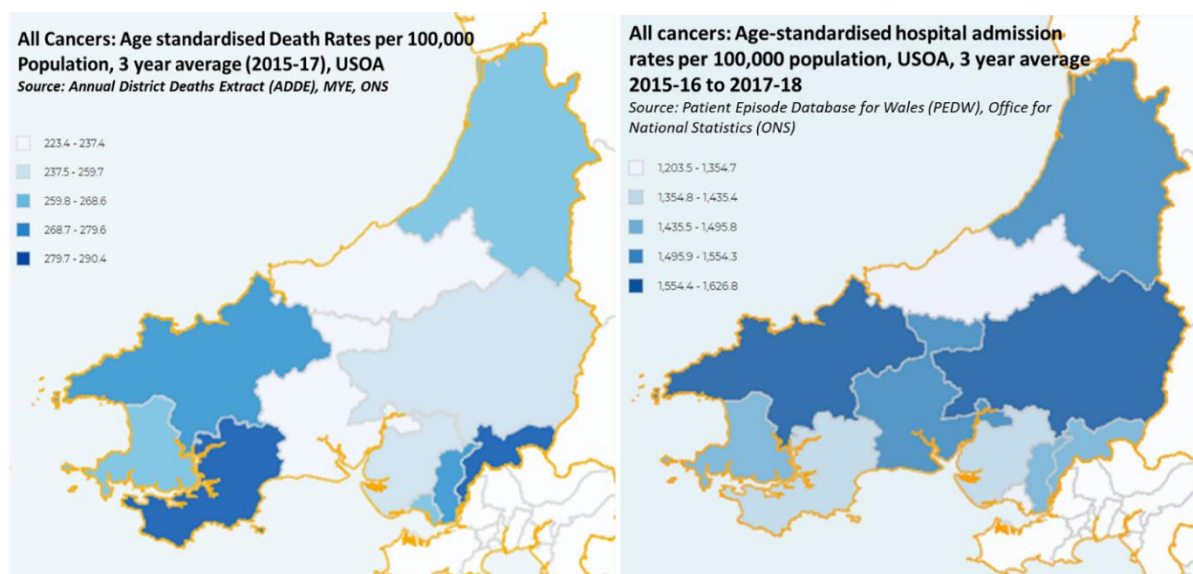 All Cancers: Age standardised Death Rates per 100,000
Population, 3 year average (2015-17), USOA
Source: Annual District Deaths Extract (ADDE), MYE, ONS
223.4 - 237.4
237.5 - 259.7
259.8 - 268.6
268.7 - 279.6
279.7 - 290.4
All cancers: Age-standardised hospital admission
rates per 100,000 population, USOA, 3 year average
2015-16 to 2017-18
Source: Patient Episode Database for Wales (PEDW), Office for
National Statistics (ONS)
1,203.5 - 1,354.7
1,354.8 - 1,435.4
1,435.5 - 1,495.8
1,495.9 - 1,554.3
1,554.4 - 1,626.8